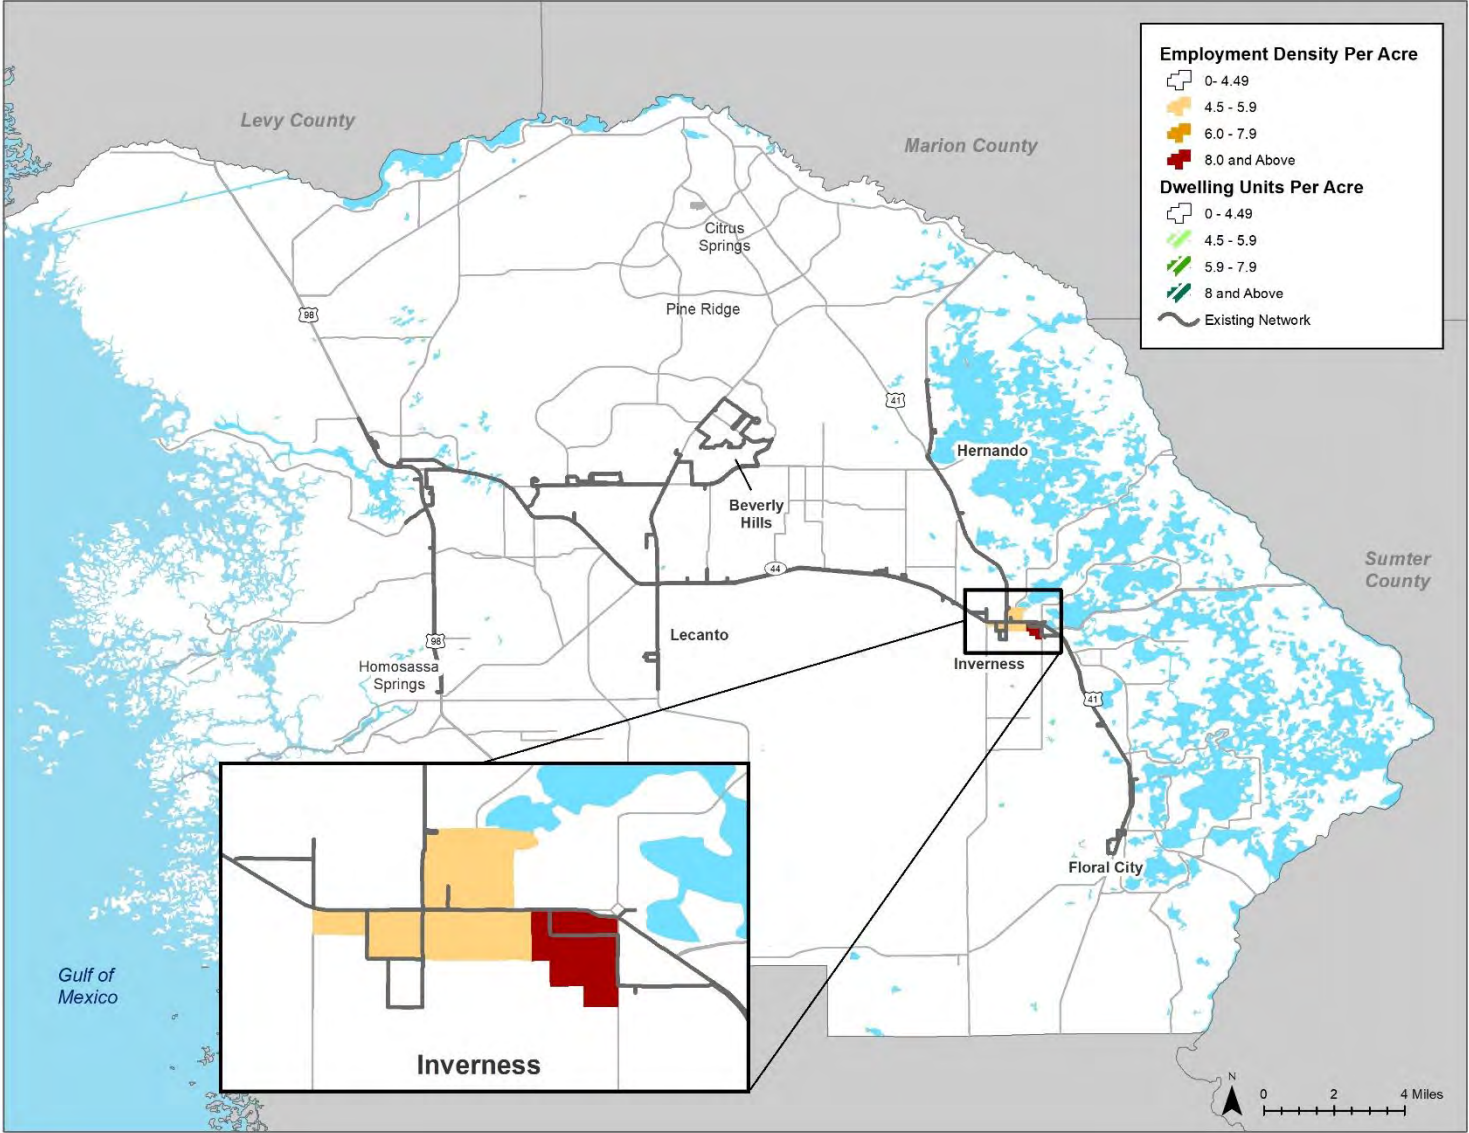 Employment Density Per Acre
0- 4.49
4.5 - 5.9
6.0 - 7.9
8.0 and Above
Dwelling Units Per Acre
0 - 4.49
4.5 - 5.9
5.9 - 7.9
8 and Above
Existing Network
Levy County
Marion County
Citrus
Springs
Pine Ridge
98
41
Hernando
Beverly
Hills
44
Sumter
County
Lecanto
98
Homosassa
Springs
Inverness
41
Floral City
Gulf of
Mexico
Inverness
N
0 2 4 Miles